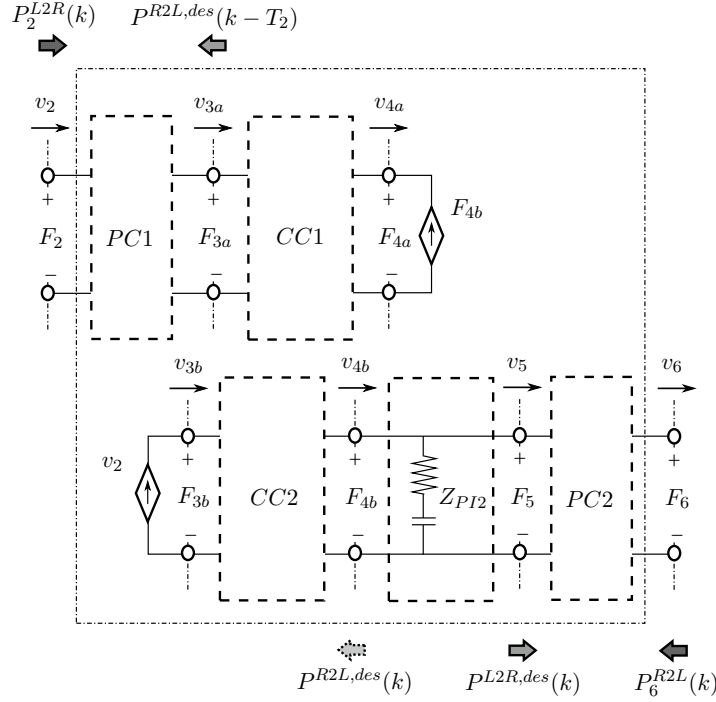 P_2^{L2R}(k) P^{R2L,des}(k − T_2)
v_2 v_{3a} v_{4a}
+ + +
F_2 PC1 F_{3a} CC1 F_{4a} F_{4b}
− − −
v_{3b} v_{4b} v_5 v_6
+ + + +
v_2 F_{3b} CC2 F_{4b} Z_{PI2} F_5 PC2 F_6
− − − −
P^{R2L,des}(k) P^{L2R,des}(k) P_6^{R2L}(k)